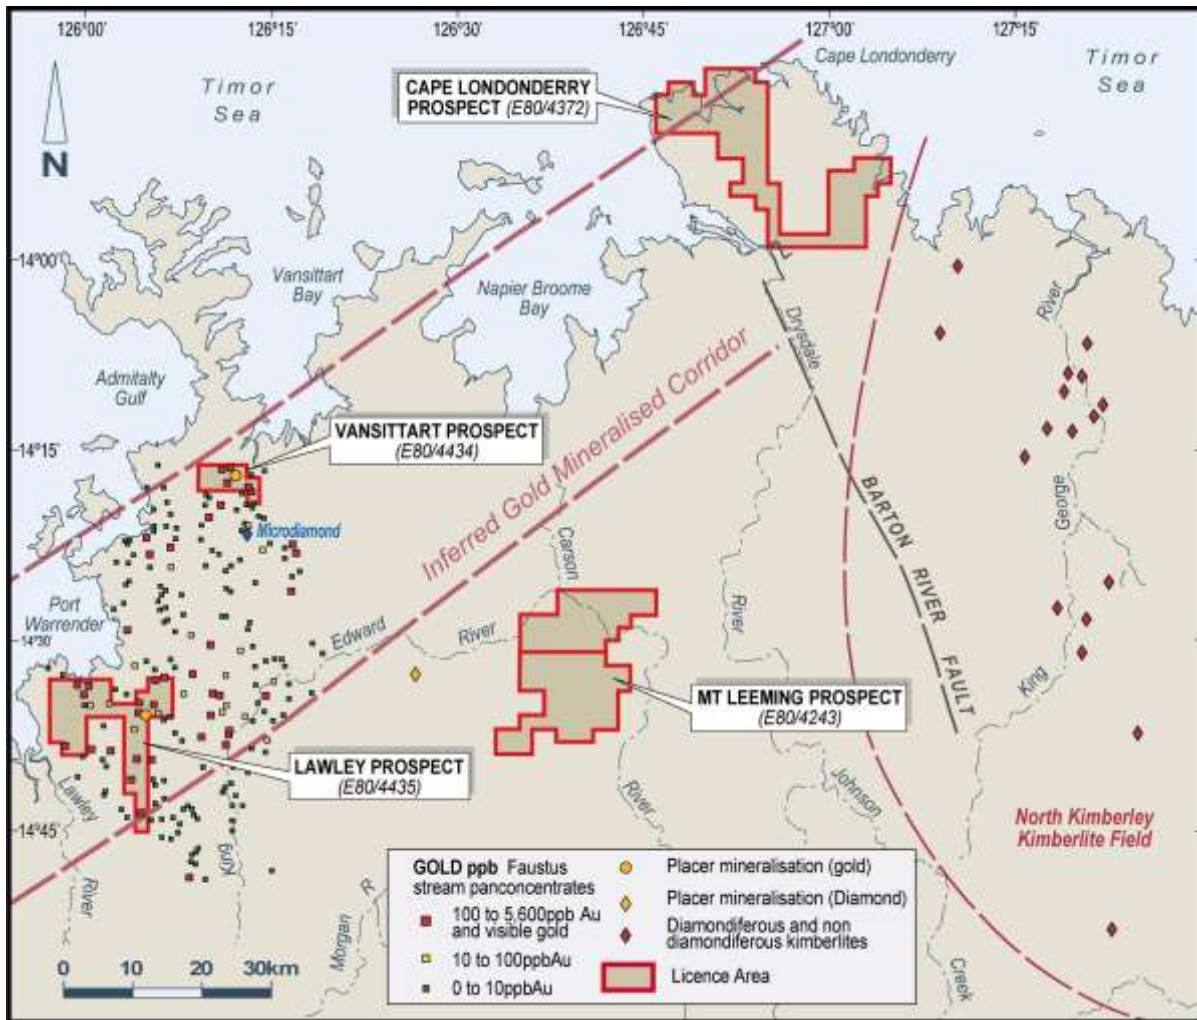 126°00'
126°15'
126°30'
126°45'
127°00'
127°15'
Timor
Sea
CAPE LONDONDERRY
PROSPECT (E80/4372)
Cape Londonderry
Timor
Sea
N
14°00'
Vansittart
Bay
Napier Broome
Bay
Drysdale
River
River
Admitalty
Gulf
VANSITTART PROSPECT
(E80/4434)
14°15'
Inferred Gold Mineralised Corridor
BARTON RIVER FAULT
George
King
Microdiamond
Port
Warrender
Carson
River
14°30'
Edward
River
MT LEEMING PROSPECT
(E80/4243)
LAWLEY PROSPECT
(E80/4435)
Lawley
River
14°45'
King
River
Johnson
Creek
North Kimberley
Kimberlite Field
Morgan
R
GOLD ppb Faustus
stream panconcentrates
100 to 5,600ppb Au
and visible gold
10 to 100ppbAu
0 to 10ppbAu
Placer mineralisation (gold)
Placer mineralisation (Diamond)
Diamondiferous and non
diamondiferous kimberlites
Licence Area
0 10 20 30km